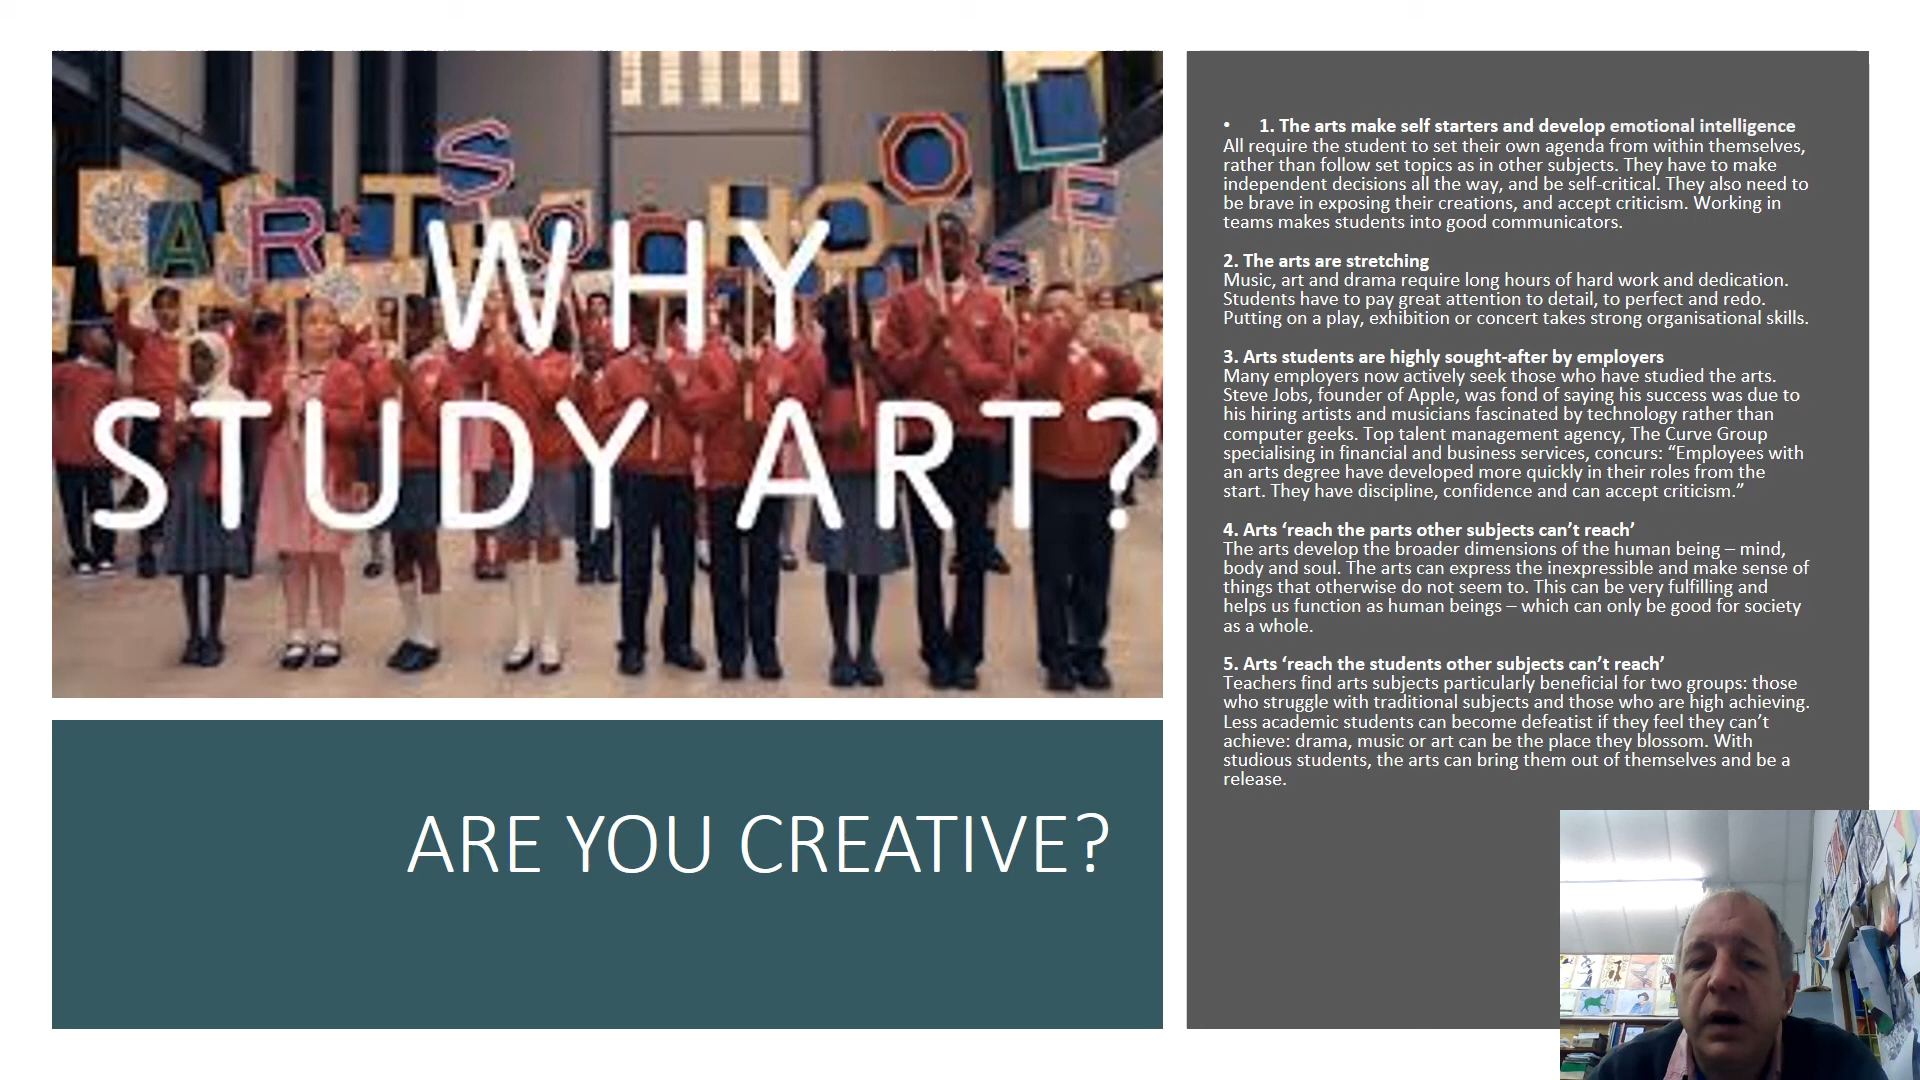 ARTS SCHOOLS
WHY
STUDY ART?
ARE YOU CREATIVE?
• 1. The arts make self starters and develop emotional intelligence
All require the student to set their own agenda from within themselves,
rather than follow set topics as in other subjects. They have to make
independent decisions all the way, and be self-critical. They also need to
be brave in exposing their creations, and accept criticism. Working in
teams makes students into good communicators.
2. The arts are stretching
Music, art and drama require long hours of hard work and dedication.
Students have to pay great attention to detail, to perfect and redo.
Putting on a play, exhibition or concert takes strong organisational skills.
3. Arts students are highly sought-after by employers
Many employers now actively seek those who have studied the arts.
Steve Jobs, founder of Apple, was fond of saying his success was due to
his hiring artists and musicians fascinated by technology rather than
computer geeks. Top talent management agency, The Curve Group
specialising in financial and business services, concurs: “Employees with
an arts degree have developed more quickly in their roles from the
start. They have discipline, confidence and can accept criticism.”
4. Arts ‘reach the parts other subjects can’t reach’
The arts develop the broader dimensions of the human being – mind,
body and soul. The arts can express the inexpressible and make sense of
things that otherwise do not seem to. This can be very fulfilling and
helps us function as human beings – which can only be good for society
as a whole.
5. Arts ‘reach the students other subjects can’t reach’
Teachers find arts subjects particularly beneficial for two groups: those
who struggle with traditional subjects and those who are high achieving.
Less academic students can become defeatist if they feel they can’t
achieve: drama, music or art can be the place they blossom. With
studious students, the arts can bring them out of themselves and be a
release.